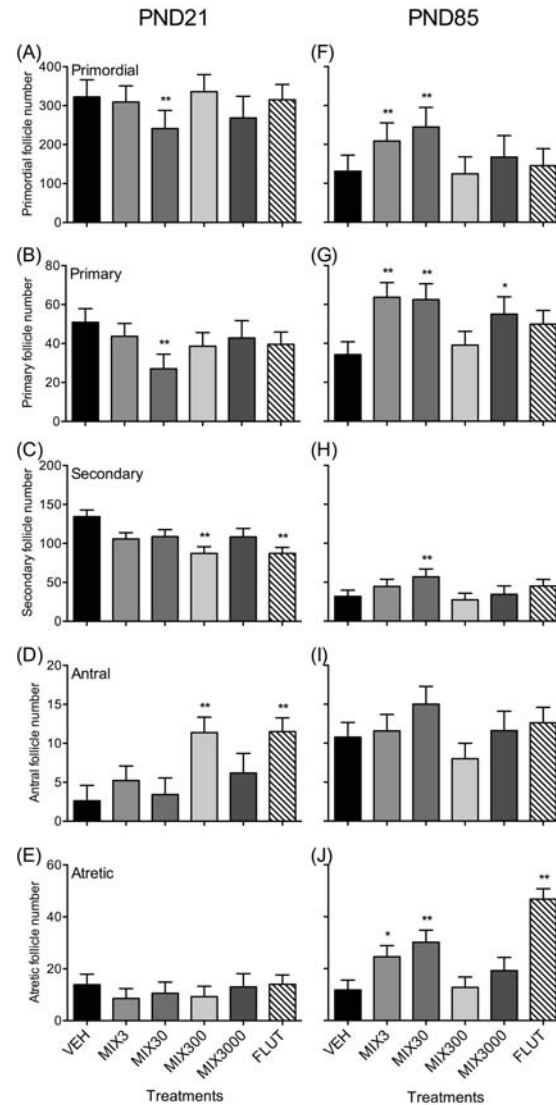 PND21
PND85
(A)
Primordial
Primordial follicle number
400
300
200
100
0
**
(F)
**
**
(B)
Primary
Primary follicle number
80
60
40
20
0
**
(G)
**
**
*
(C)
Secondary
Secondary follicle number
200
150
100
50
0
**
**
(H)
**
(D)
Antral
Antral follicle number
20
15
10
5
0
**
**
(I)
(E)
Atretic
Atretic follicle number
60
40
20
0
(J)
*
**
**
VEH
MIX3
MIX30
MIX300
MIX3000
FLUT
VEH
MIX3
MIX30
MIX300
MIX3000
FLUT
Treatments
Treatments